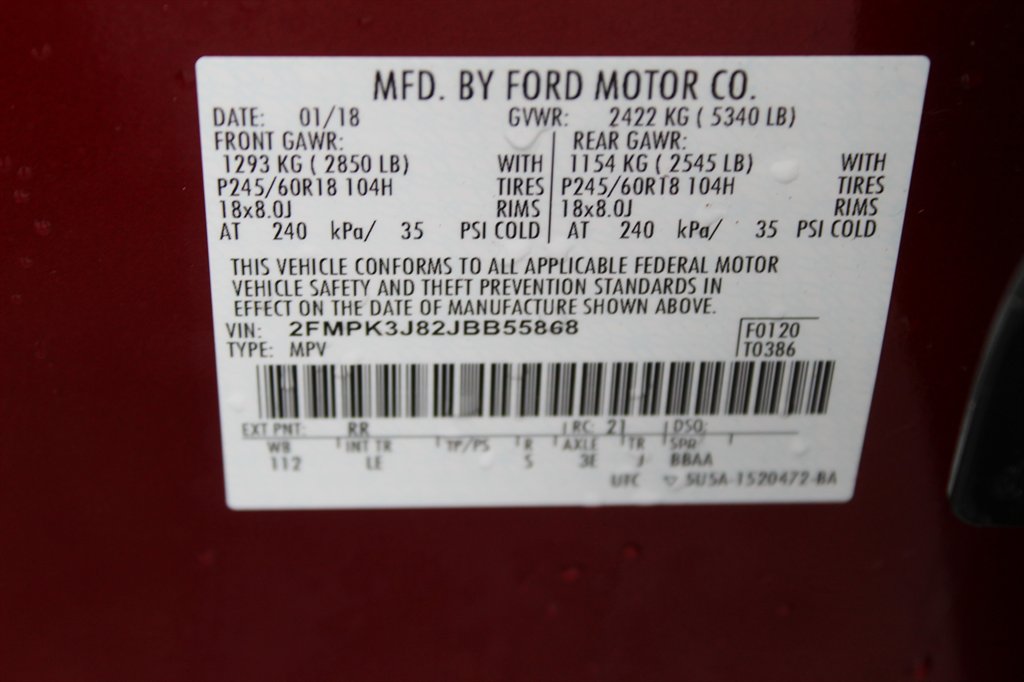 MFD. BY FORD MOTOR CO.
DATE: 01/18 GVWR: 2422 KG ( 5340 LB)
FRONT GAWR: REAR GAWR:
1293 KG ( 2850 LB) WITH 1154 KG ( 2545 LB) WITH
P245/60R18 104H TIRES P245/60R18 104H TIRES
18x8.0J RIMS 18x8.0J RIMS
AT 240 kPa/ 35 PSI COLD AT 240 kPa/ 35 PSI COLD
THIS VEHICLE CONFORMS TO ALL APPLICABLE FEDERAL MOTOR
VEHICLE SAFETY AND THEFT PREVENTION STANDARDS IN
EFFECT ON THE DATE OF MANUFACTURE SHOWN ABOVE.
VIN: 2FMPK3J82JBB55868 F0120
TYPE: MPV T0386
EXT PNT: RR RC: 21 DSO:
WB INT TR TP/PS R AXLE TR SPR
112 LE 5 3E J BBAA
UTC 5U5A-1520472-BA